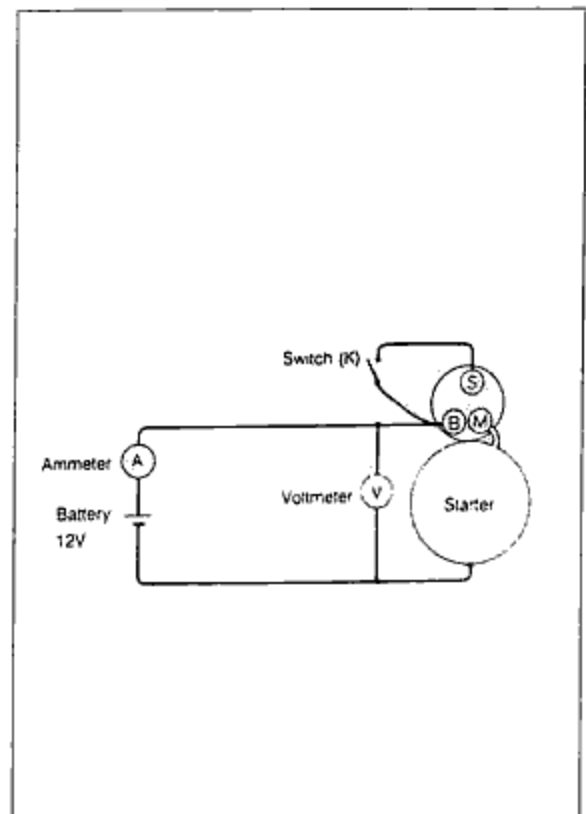 Switch (K)
S
B M
Ammeter A
Voltmeter V
Starter
Battery
12V